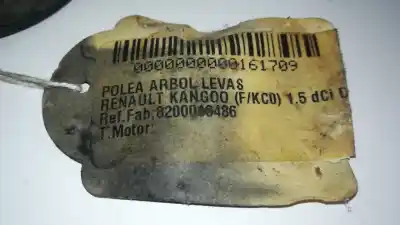 0000000000161709
POLEA ARBOL LEVAS
RENAULT KANGOO (F/KC0) 1.5 dCi D
Ref.Fab:8200046486
T.Motor: